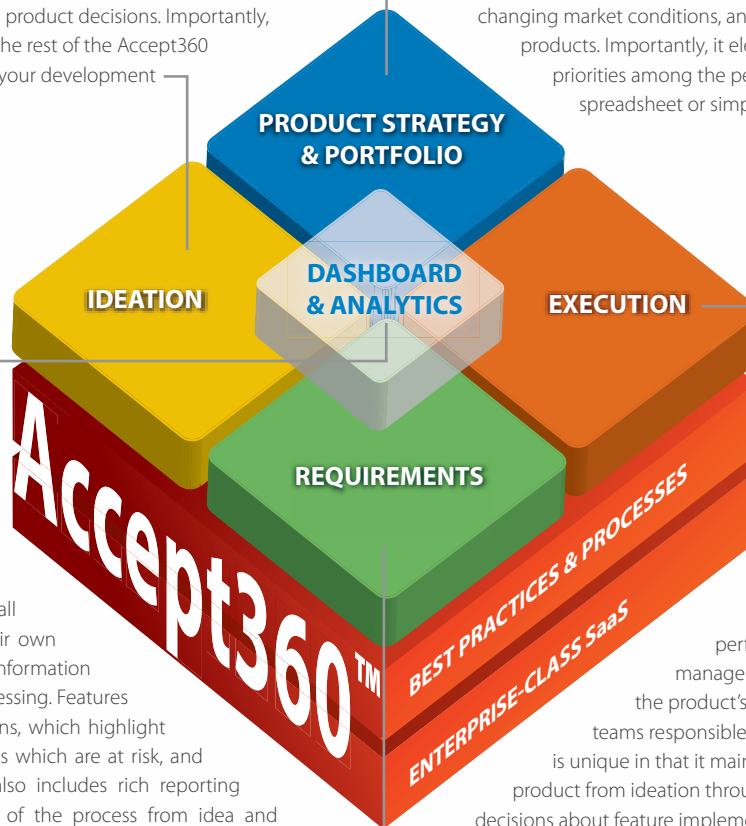 product decisions. Importantly,
he rest of the Accept360
your development
changing market conditions, an
products. Importantly, it ele
priorities among the pe
spreadsheet or simp
PRODUCT STRATEGY
& PORTFOLIO
IDEATION
DASHBOARD
& ANALYTICS
EXECUTION
REQUIREMENTS
Accept360™
BEST PRACTICES & PROCESSES
ENTERPRISE-CLASS SaaS
all
ir own
nformation
essing. Features
ns, which highlight
s which are at risk, and
also includes rich reporting
of the process from idea and
perf
manage
the product's
teams responsible
is unique in that it main
product from ideation throu
decisions about feature impleme